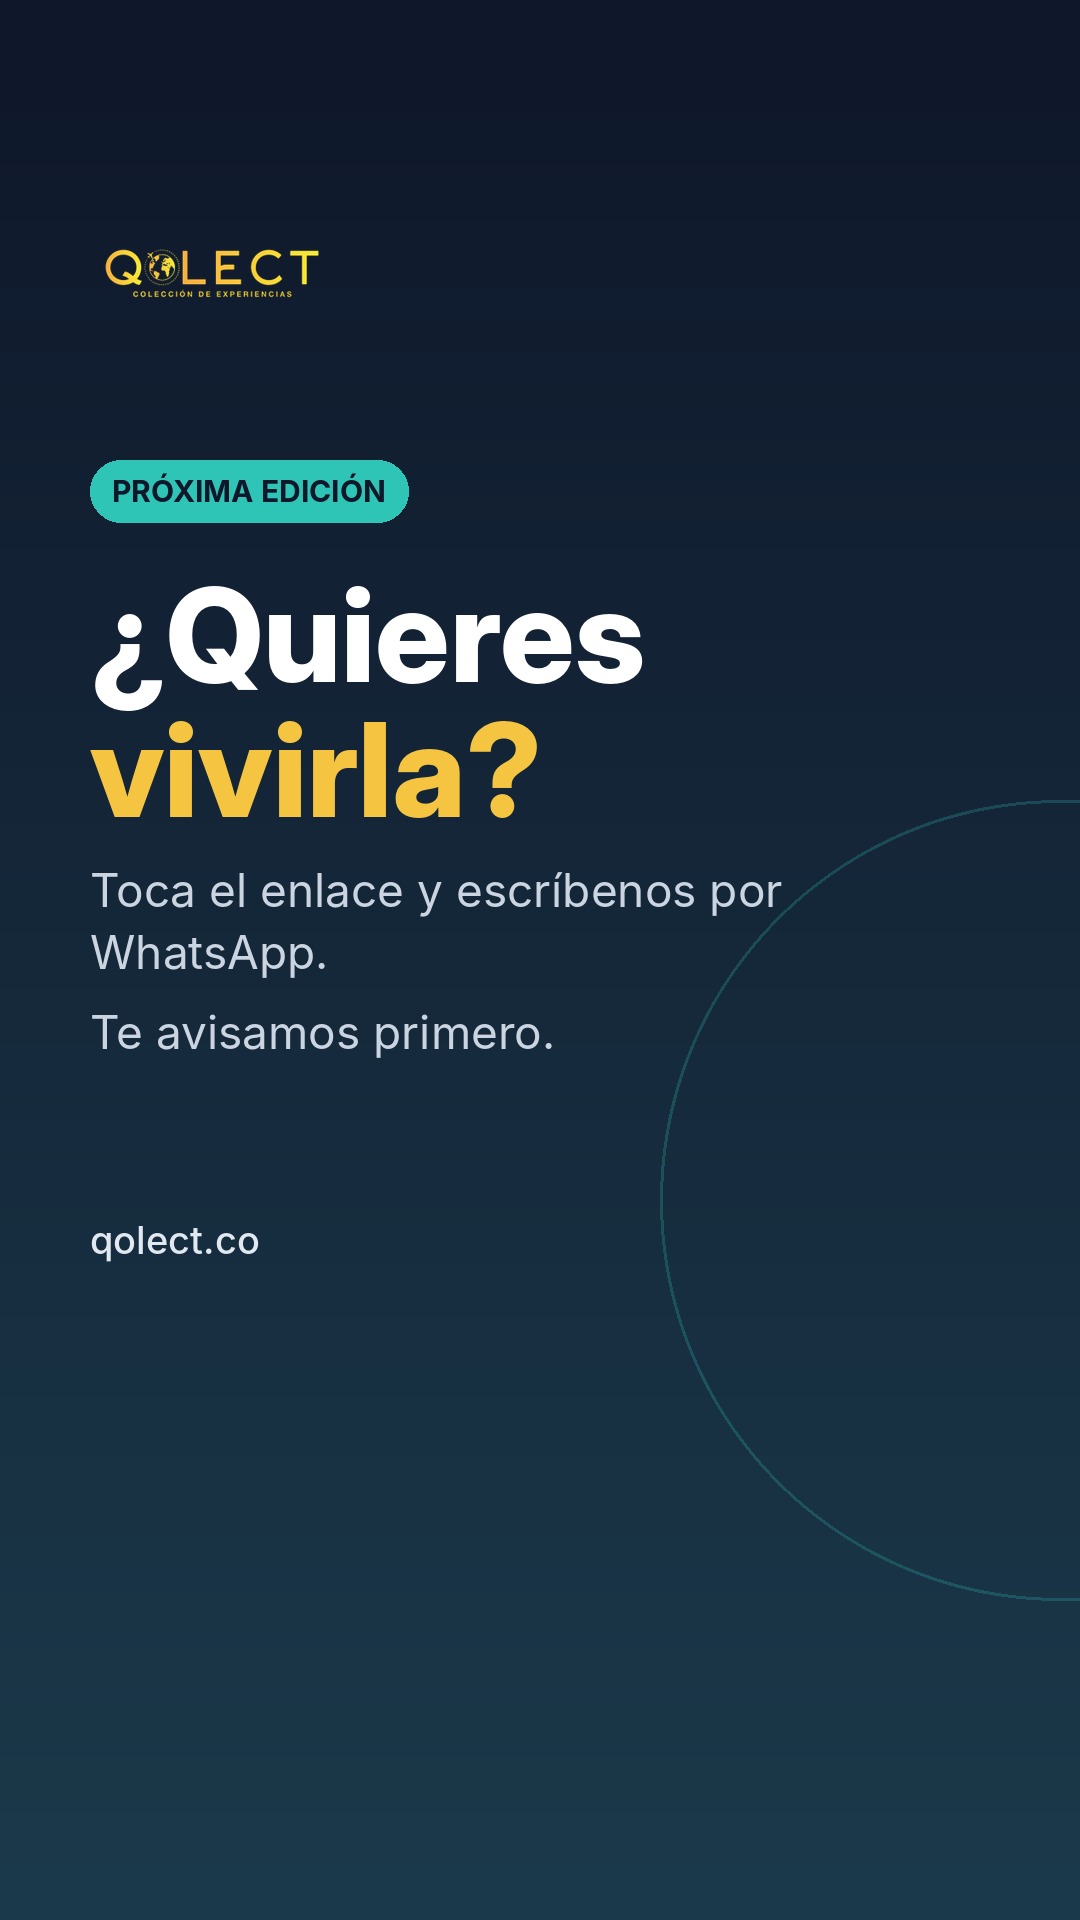 QOLECT
COLECCIÓN DE EXPERIENCIAS
PRÓXIMA EDICIÓN
¿Quieres
vivirla?
Toca el enlace y escríbenos por
WhatsApp.
Te avisamos primero.
qolect.co